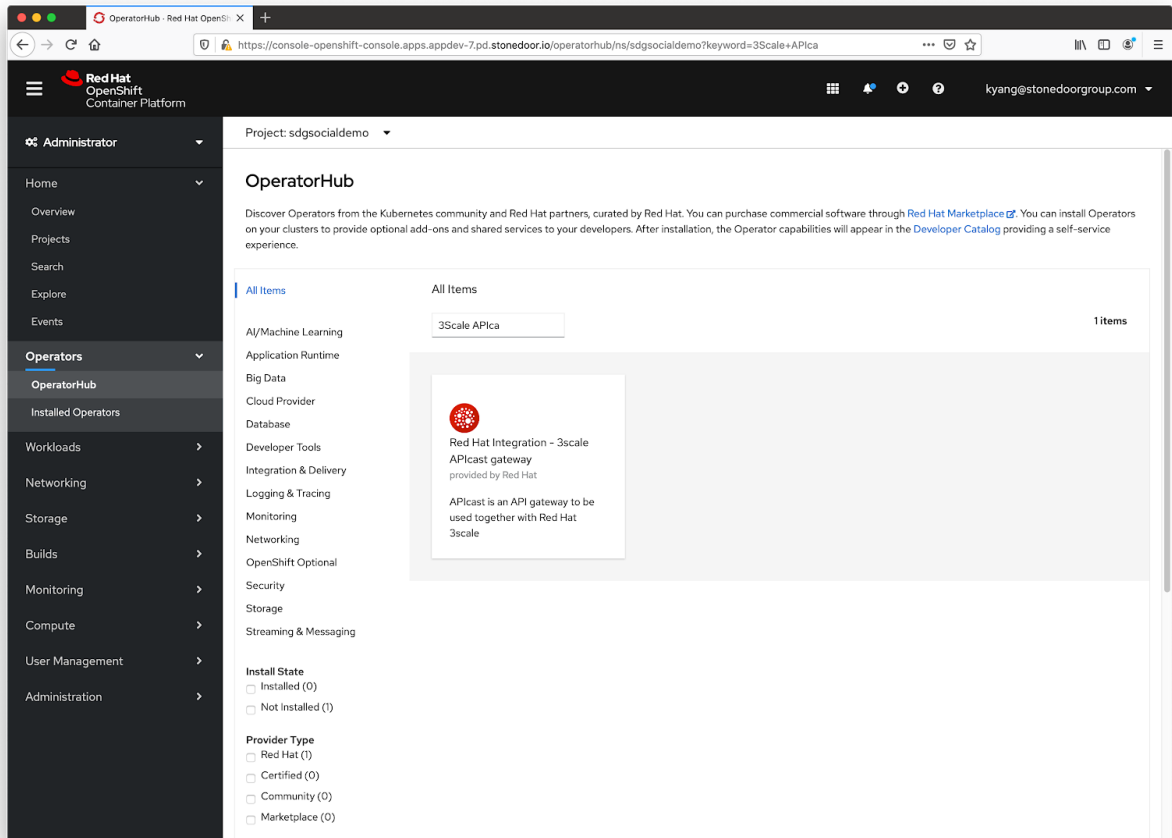 OperatorHub · Red Hat OpenSh
https://console-openshift-console.apps.appdev-7.pd.stonedoor.io/operatorhub/ns/sdgsocialdemo?keyword=3Scale+APIca
Red Hat
OpenShift
Container Platform
kyang@stonedoorgroup.com
Administrator
Home
Overview
Projects
Search
Explore
Events
Operators
OperatorHub
Installed Operators
Workloads
Networking
Storage
Builds
Monitoring
Compute
User Management
Administration
Project: sdgsocialdemo
OperatorHub
Discover Operators from the Kubernetes community and Red Hat partners, curated by Red Hat. You can purchase commercial software through Red Hat Marketplace. You can install Operators
on your clusters to provide optional add-ons and shared services to your developers. After installation, the Operator capabilities will appear in the Developer Catalog providing a self-service
experience.
All Items
AI/Machine Learning
Application Runtime
Big Data
Cloud Provider
Database
Developer Tools
Integration & Delivery
Logging & Tracing
Monitoring
Networking
OpenShift Optional
Security
Storage
Streaming & Messaging
Install State
Installed (0)
Not Installed (1)
Provider Type
Red Hat (1)
Certified (0)
Community (0)
Marketplace (0)
All Items
3Scale APIca
1 items
Red Hat Integration - 3scale
APIcast gateway
provided by Red Hat
APIcast is an API gateway to be
used together with Red Hat
3scale